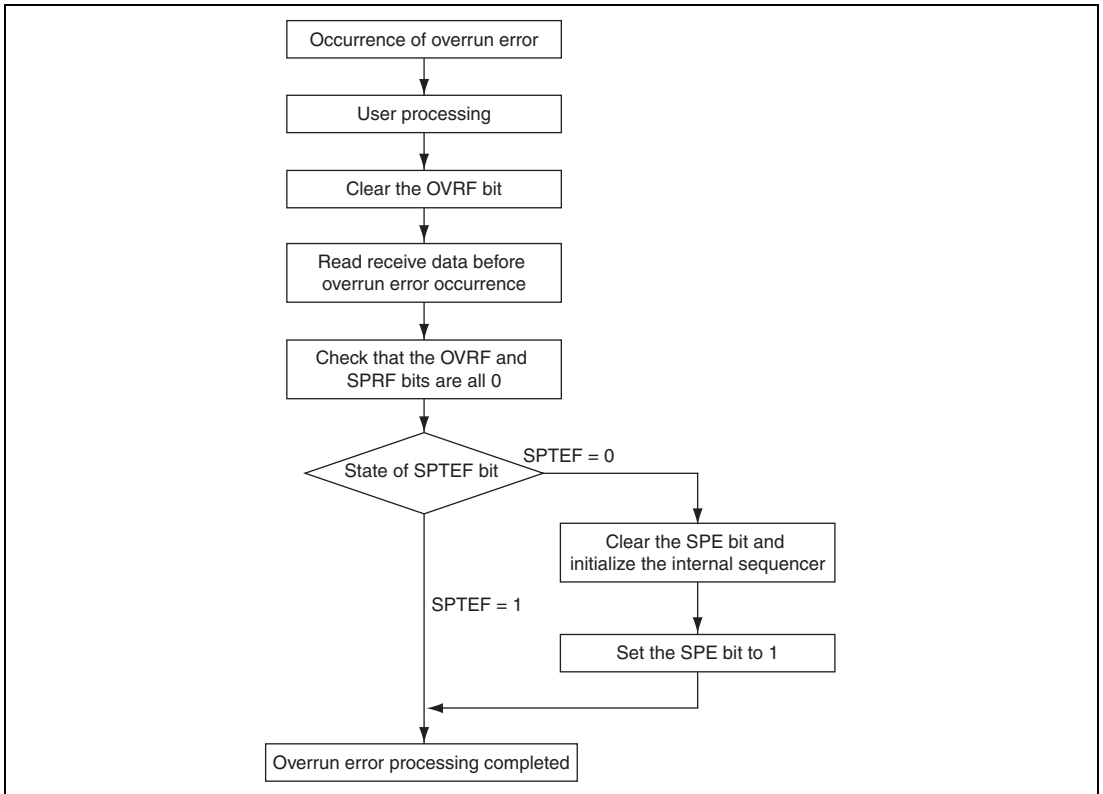 Occurrence of overrun error
User processing
Clear the OVRF bit
Read receive data before
overrun error occurrence
Check that the OVRF and
SPRF bits are all 0
State of SPTEF bit
SPTEF = 0
Clear the SPE bit and
initialize the internal sequencer
SPTEF = 1
Set the SPE bit to 1
Overrun error processing completed